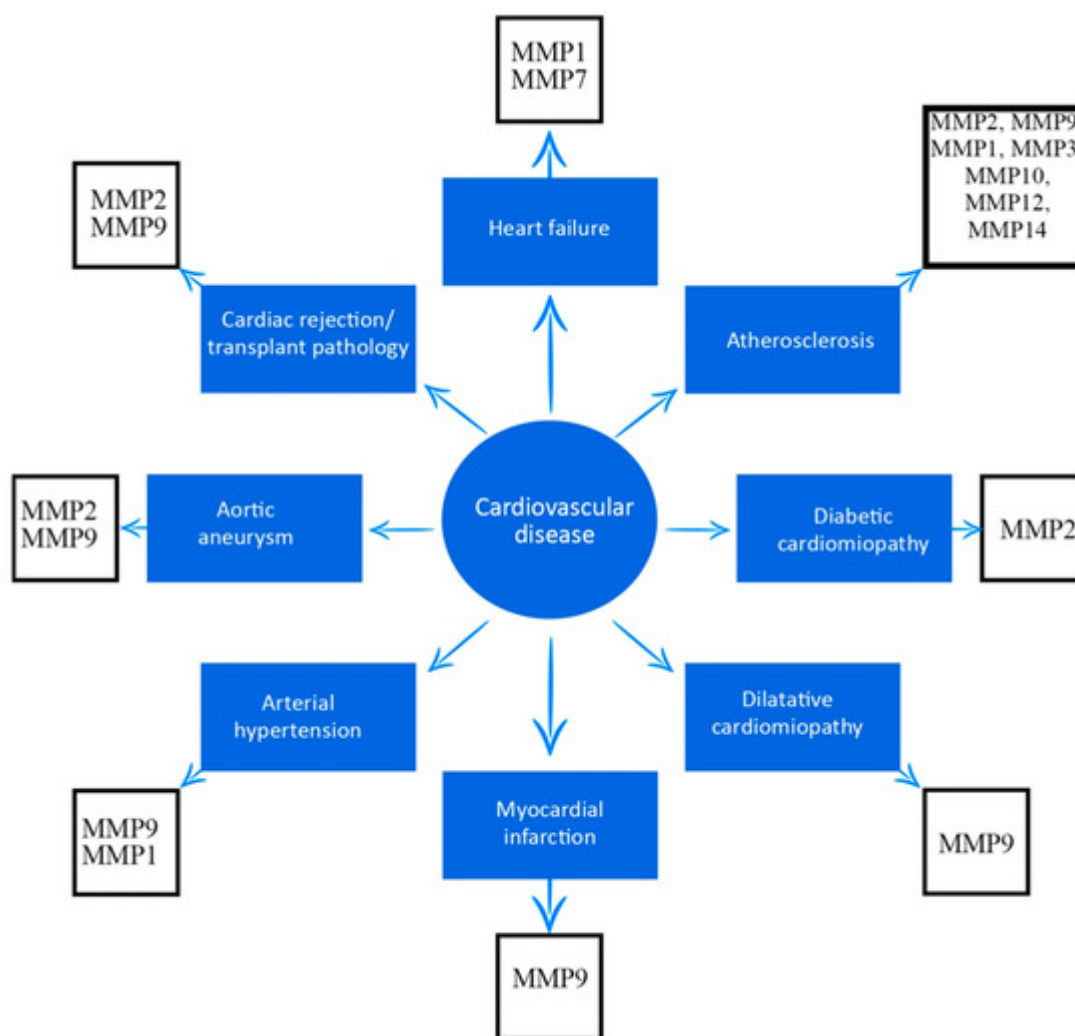 MMP1
MMP7
Heart failure
MMP2, MMP9
MMP1, MMP3
MMP10,
MMP12,
MMP14
Atherosclerosis
MMP2
MMP9
Cardiac rejection/
transplant pathology
Cardiovascular
disease
MMP2
MMP9
Aortic
aneurysm
Diabetic
cardiomiopathy
MMP2
Arterial
hypertension
MMP9
MMP1
Dilatative
cardiomiopathy
MMP9
Myocardial
infarction
MMP9